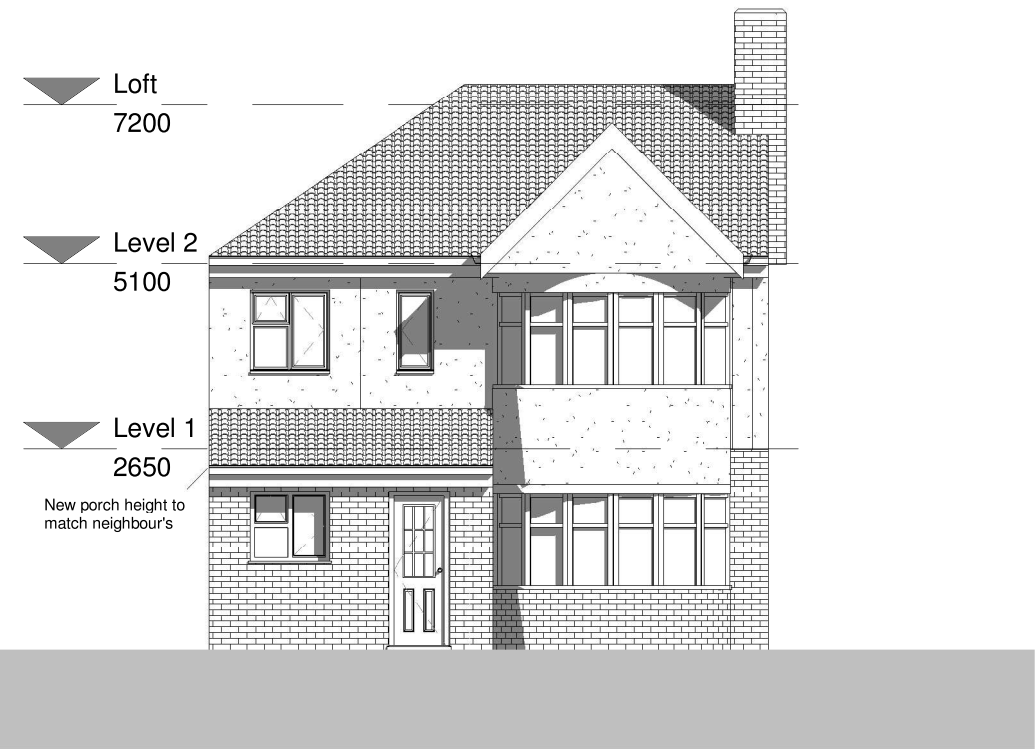 Loft
7200
Level 2
5100
Level 1
2650
New porch height to
match neighbour's